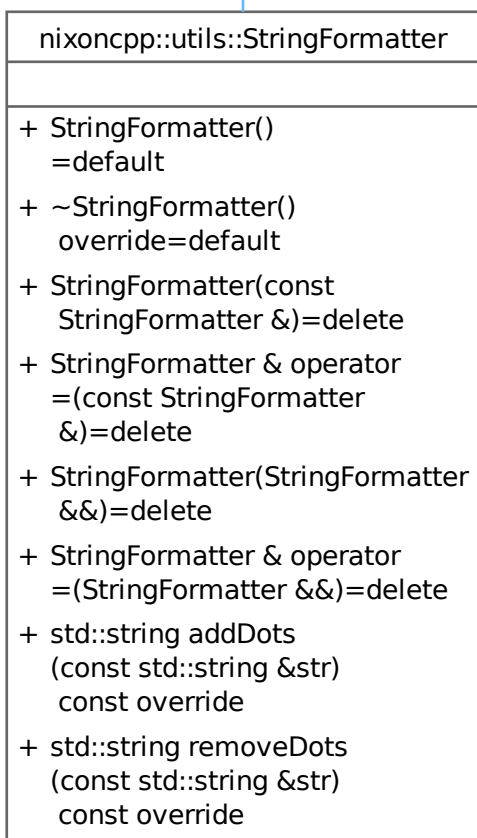 nixoncpp::utils::StringFormatter
+ StringFormatter()
=default
+ ~StringFormatter()
override=default
+ StringFormatter(const
StringFormatter &)=delete
+ StringFormatter & operator
=(const StringFormatter
&)=delete
+ StringFormatter(StringFormatter
&&)=delete
+ StringFormatter & operator
=(StringFormatter &&)=delete
+ std::string addDots
(const std::string &str)
const override
+ std::string removeDots
(const std::string &str)
const override